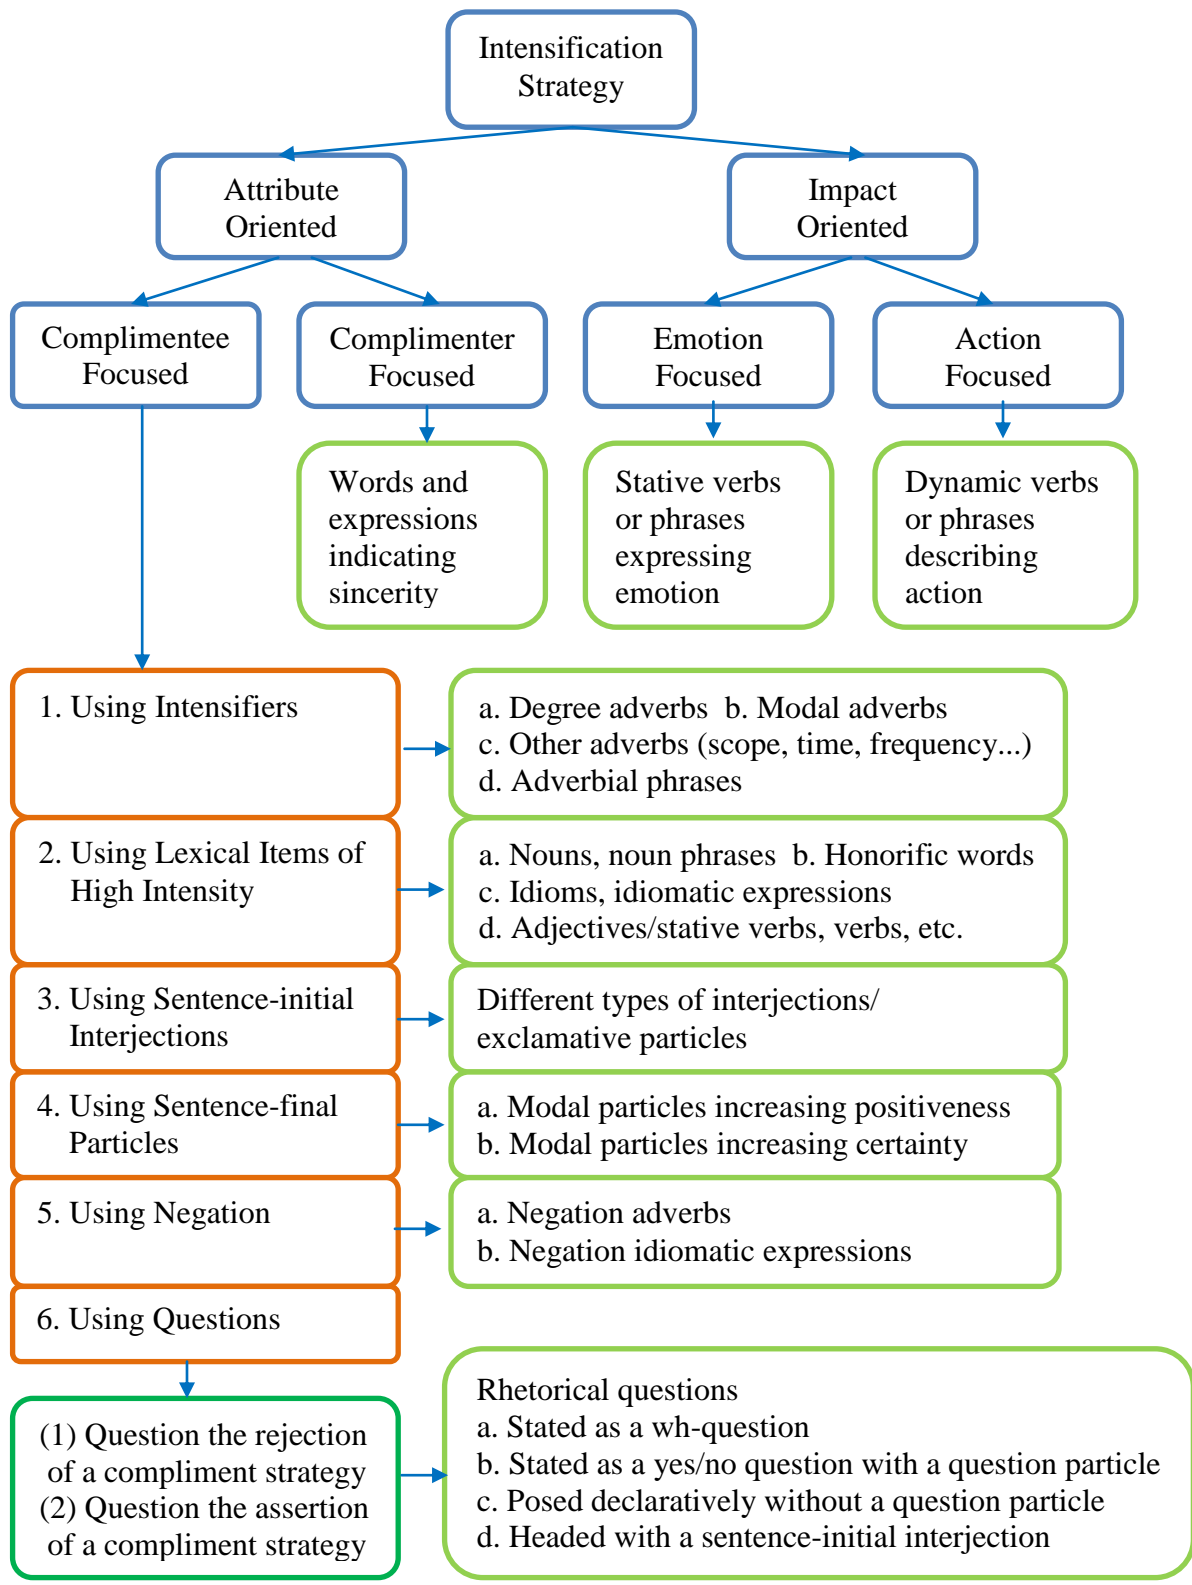 Intensification
Strategy
Attribute
Oriented
Impact
Oriented
Complimentee
Focused
Complimenter
Focused
Emotion
Focused
Action
Focused
Words and
expressions
indicating
sincerity
Stative verbs
or phrases
expressing
emotion
Dynamic verbs
or phrases
describing
action
1. Using Intensifiers
a. Degree adverbs  b. Modal adverbs
c. Other adverbs (scope, time, frequency...)
d. Adverbial phrases
2. Using Lexical Items of
High Intensity
a. Nouns, noun phrases  b. Honorific words
c. Idioms, idiomatic expressions
d. Adjectives/stative verbs, verbs, etc.
3. Using Sentence-initial
Interjections
Different types of interjections/
exclamative particles
4. Using Sentence-final
Particles
a. Modal particles increasing positiveness
b. Modal particles increasing certainty
5. Using Negation
a. Negation adverbs
b. Negation idiomatic expressions
6. Using Questions
(1) Question the rejection
of a compliment strategy
(2) Question the assertion
of a compliment strategy
Rhetorical questions
a. Stated as a wh-question
b. Stated as a yes/no question with a question particle
c. Posed declaratively without a question particle
d. Headed with a sentence-initial interjection